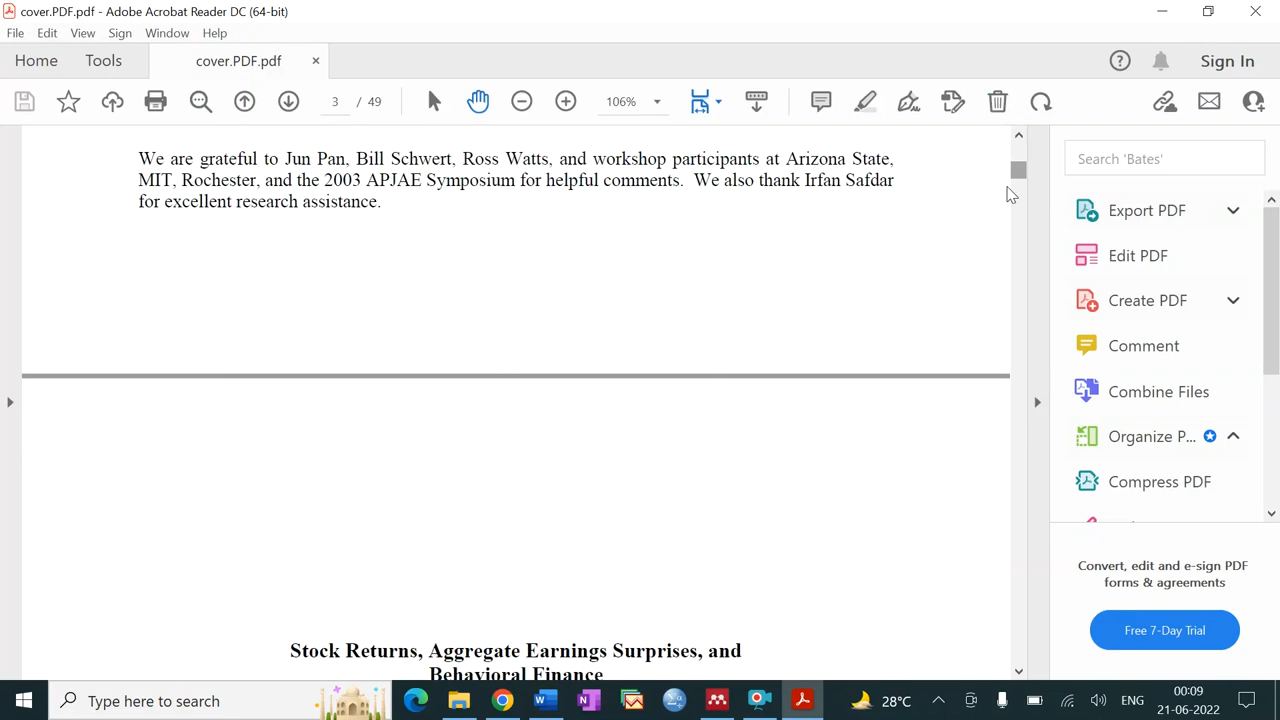 cover.PDF.pdf - Adobe Acrobat Reader DC (64-bit)
File Edit View Sign Window Help
Home Tools cover.PDF.pdf × Sign In
3 / 49 106%
We are grateful to Jun Pan, Bill Schwert, Ross Watts, and workshop participants at Arizona State,
MIT, Rochester, and the 2003 APJAE Symposium for helpful comments. We also thank Irfan Safdar
for excellent research assistance.
Stock Returns, Aggregate Earnings Surprises, and
Behavioral Finance
Search 'Bates'
Export PDF
Edit PDF
Create PDF
Comment
Combine Files
Organize P...
Compress PDF
Convert, edit and e-sign PDF
forms & agreements
Free 7-Day Trial
Type here to search
28°C
ENG
00:09
21-06-2022